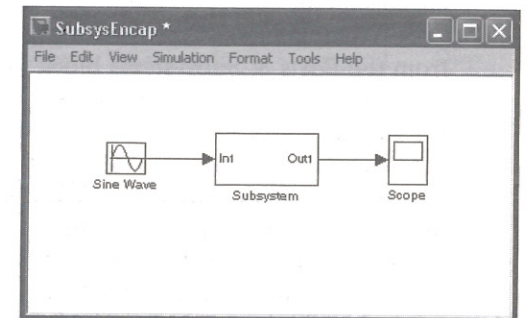 SubsysEncap *
File Edit View Simulation Format Tools Help
In1 Out1
Sine Wave
Subsystem
Scope